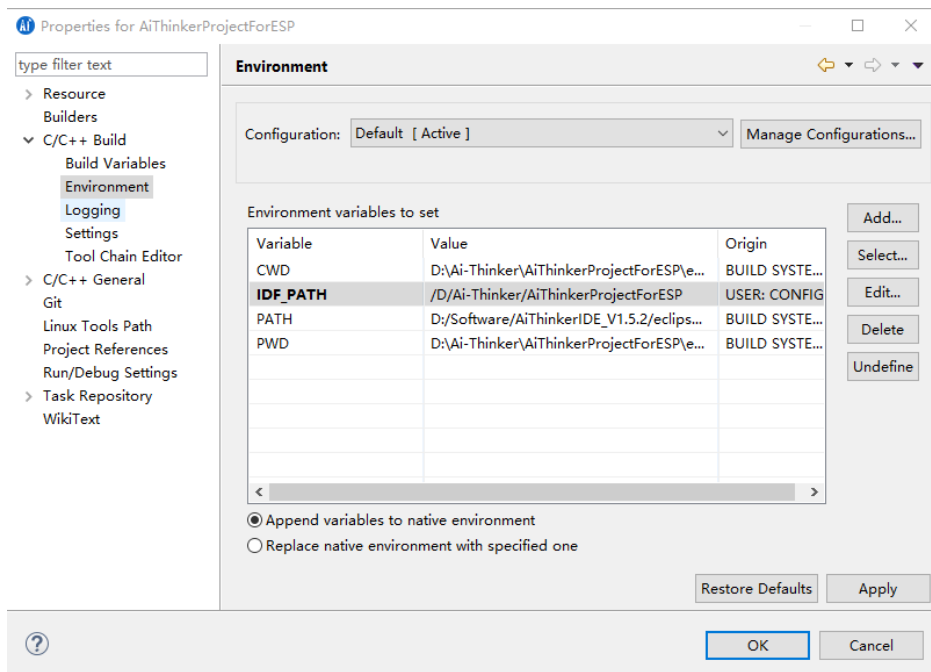 Properties for AiThinkerProjectForESP
type filter text
Resource
Builders
C/C++ Build
Build Variables
Environment
Logging
Settings
Tool Chain Editor
C/C++ General
Git
Linux Tools Path
Project References
Run/Debug Settings
Task Repository
WikiText
Environment
Configuration: Default [ Active ] Manage Configurations...
Environment variables to set
Variable Value Origin
CWD D:\Ai-Thinker\AiThinkerProjectForESP\e... BUILD SYSTE...
IDF_PATH /D/Ai-Thinker/AiThinkerProjectForESP USER: CONFIG
PATH D:/Software/AiThinkerIDE_V1.5.2/eclips... BUILD SYSTE...
PWD D:\Ai-Thinker\AiThinkerProjectForESP\e... BUILD SYSTE...
Add...
Select...
Edit...
Delete
Undefine
Append variables to native environment
Replace native environment with specified one
Restore Defaults Apply
OK Cancel